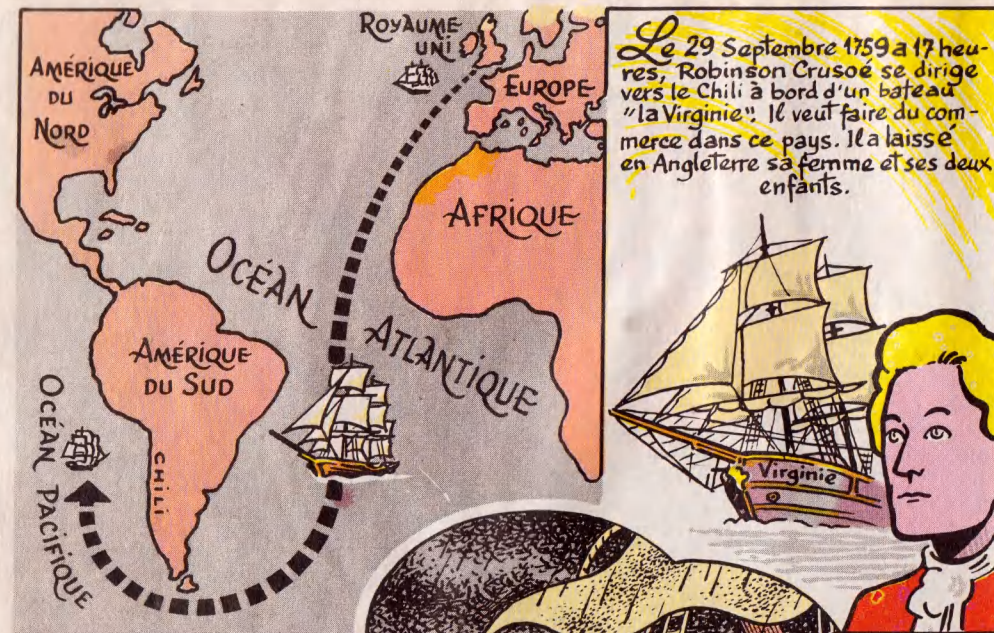 AMÉRIQUE
DU
NORD
ROYAUME
UNI
EUROPE
AFRIQUE
OCÉAN
ATLANTIQUE
AMÉRIQUE
DU SUD
CHILI
OCÉAN PACIFIQUE
Le 29 Septembre 1759 a 17 heu-
res, Robinson Crusoé se dirige
vers le Chili à bord d'un bateau
"la Virginie". Il veut faire du com-
merce dans ce pays. Il a laissé
en Angleterre sa femme et ses deux
enfants.
Virginie